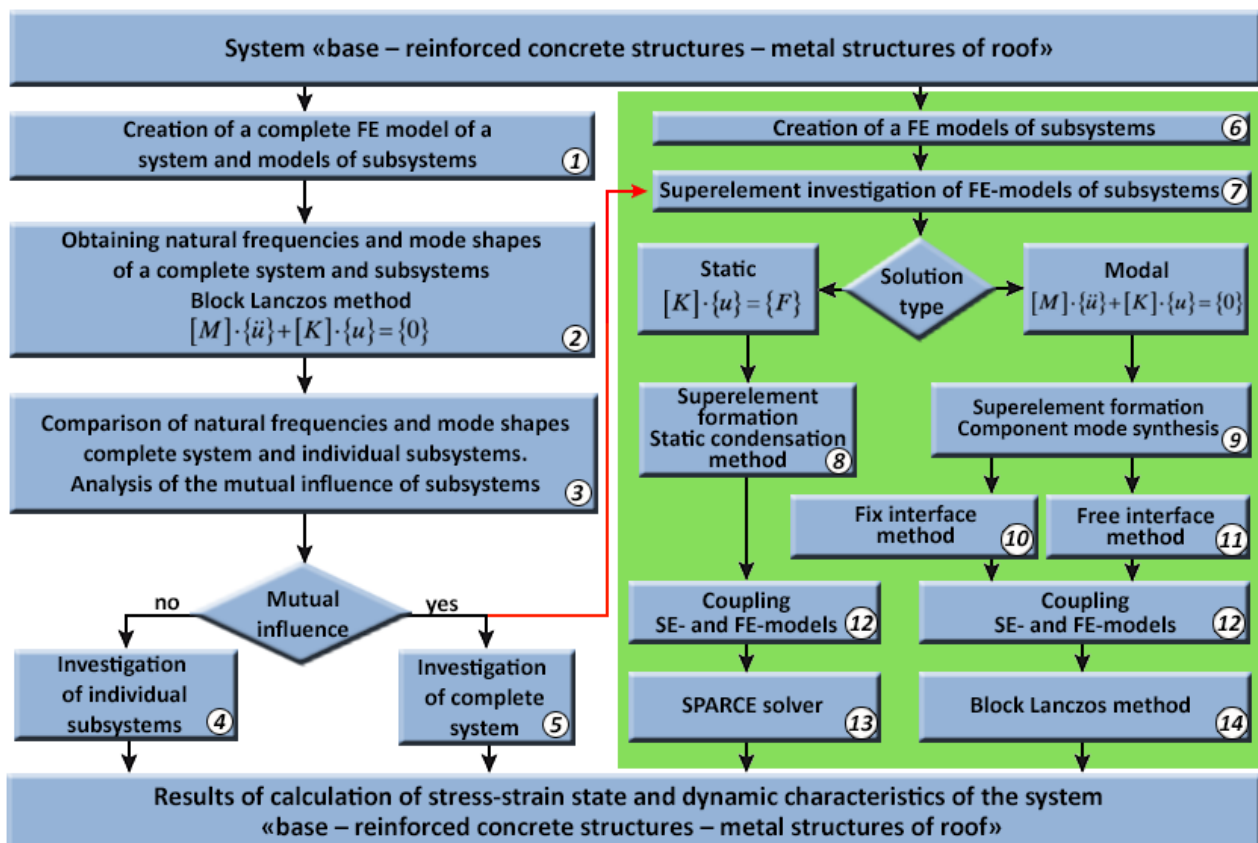 System «base – reinforced concrete structures – metal structures of roof»
Creation of a complete FE model of a
system and models of subsystems
1
Obtaining natural frequencies and mode shapes
of a complete system and subsystems
Block Lanczos method
[M]·{ü}+[K]·{u}={0}
2
Comparison of natural frequencies and mode shapes
complete system and individual subsystems.
Analysis of the mutual influence of subsystems
3
no
Mutual
influence
yes
Investigation
of individual
subsystems
4
Investigation
of complete
system
5
Creation of a FE models of subsystems
6
Superelement investigation of FE-models of subsystems
7
Static
[K]·{u}={F}
Solution
type
Modal
[M]·{ü}+[K]·{u}={0}
Superelement
formation
Static condensation
method
8
Superelement formation
Component mode synthesis
9
Fix interface
method
10
Free interface
method
11
Coupling
SE- and FE-models
12
Coupling
SE- and FE-models
12
SPARCE solver
13
Block Lanczos method
14
Results of calculation of stress-strain state and dynamic characteristics of the system
«base – reinforced concrete structures – metal structures of roof»